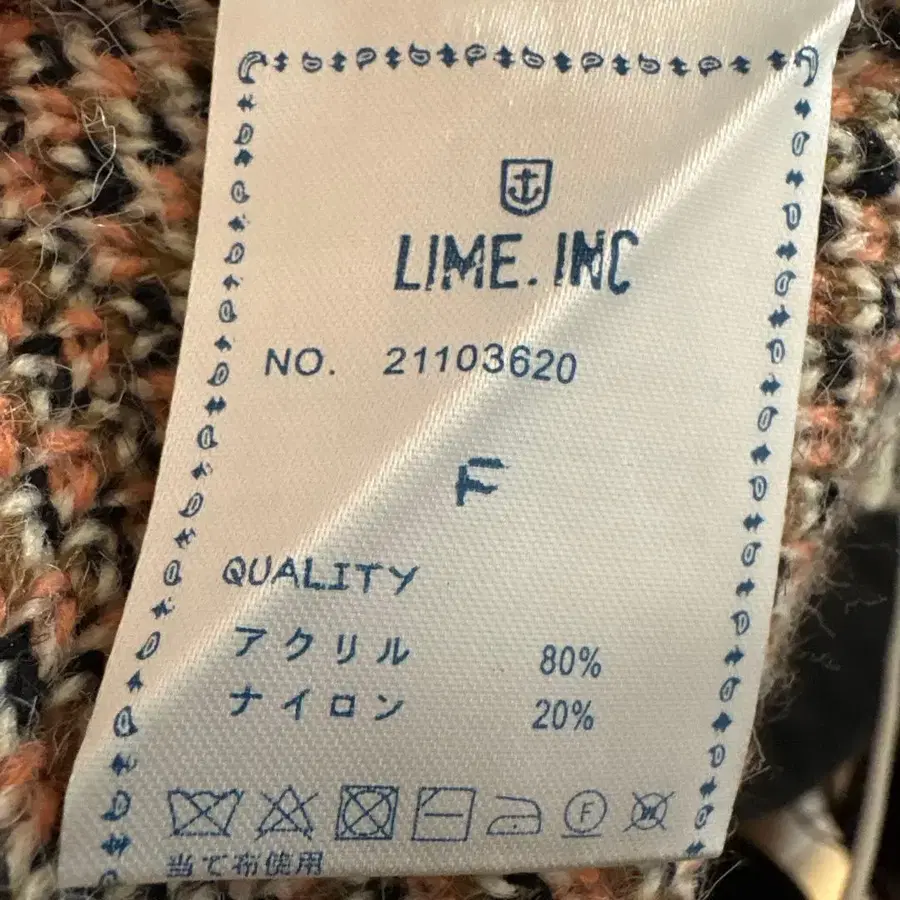 LIME.INC
NO. 21103620
F
QUALITY
アクリル 80%
ナイロン 20%
F W
当て布使用